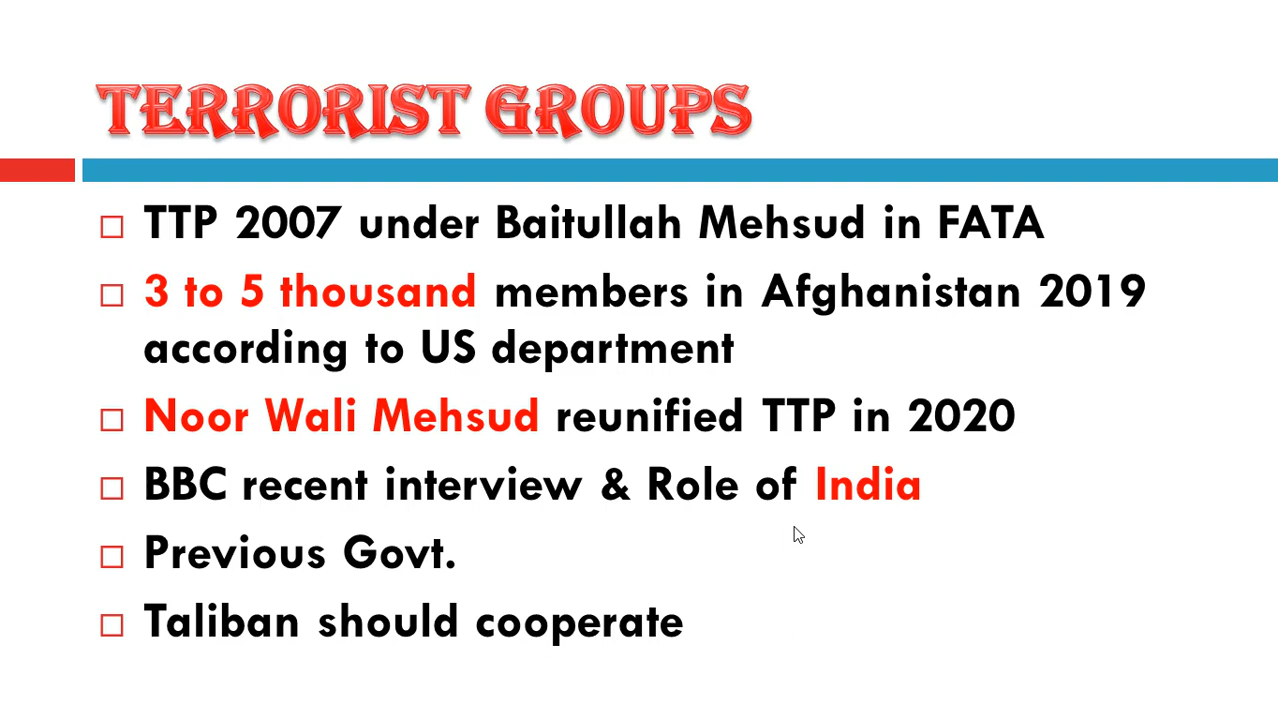 TERRORIST GROUPS
TTP 2007 under Baitullah Mehsud in FATA
3 to 5 thousand members in Afghanistan 2019
according to US department
Noor Wali Mehsud reunified TTP in 2020
BBC recent interview & Role of India
Previous Govt.
Taliban should cooperate